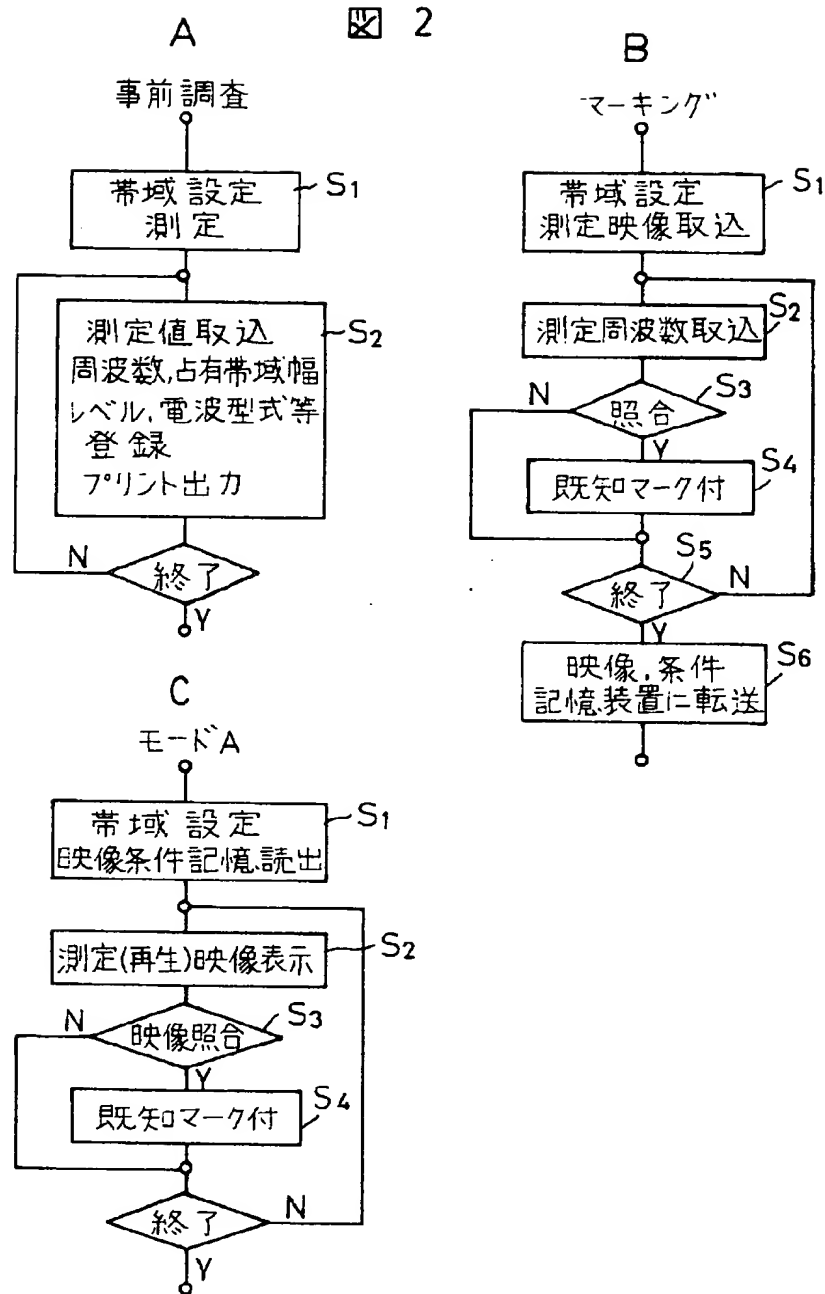 図 2
A
事前調査
帯域設定
測定
S1
測定値取込
周波数,占有帯域幅
レベル,電波型式等
登録
プリント出力
S2
終了
N
Y
B
マーキング
帯域設定
測定映像取込
S1
測定周波数取込
S2
照合
S3
N
Y
既知マーク付
S4
終了
S5
N
Y
映像,条件
記憶装置に転送
S6
C
モードA
帯域設定
映像条件記憶読出
S1
測定(再生)映像表示
S2
映像照合
S3
N
Y
既知マーク付
S4
終了
N
Y